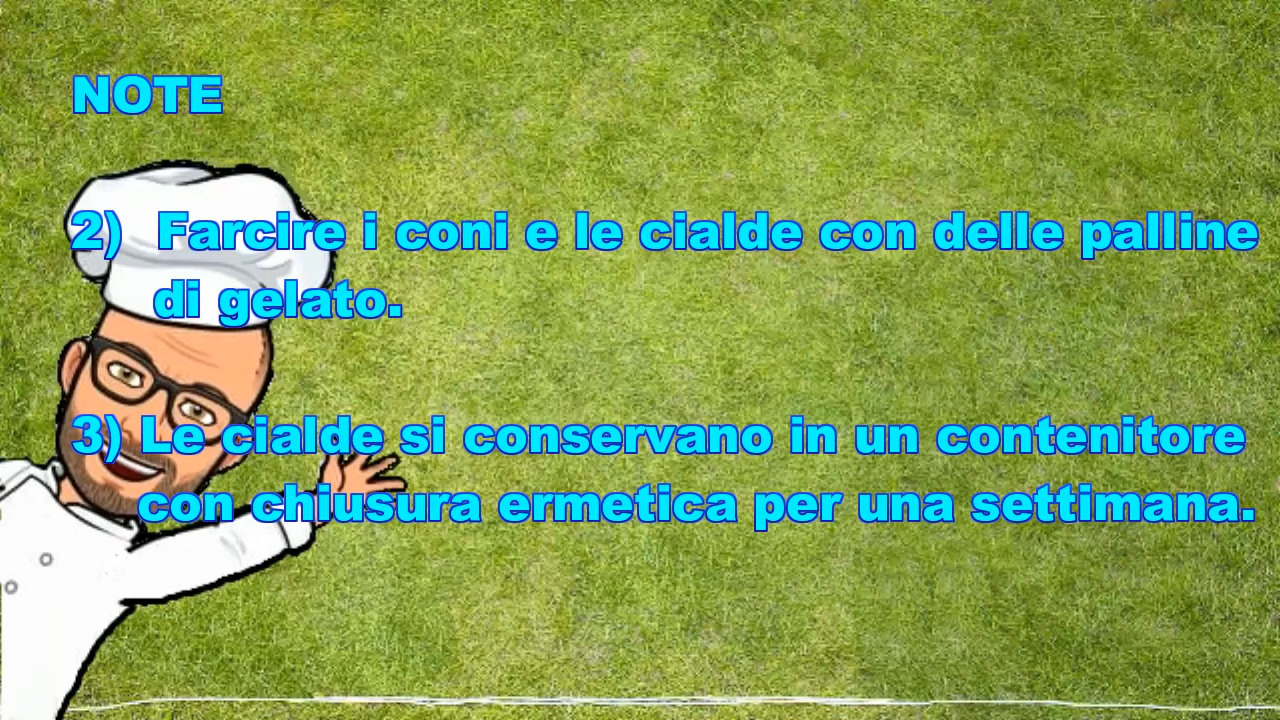 NOTE
2) Farcire i coni e le cialde con delle palline
di gelato.
3) Le cialde si conservano in un contenitore
con chiusura ermetica per una settimana.